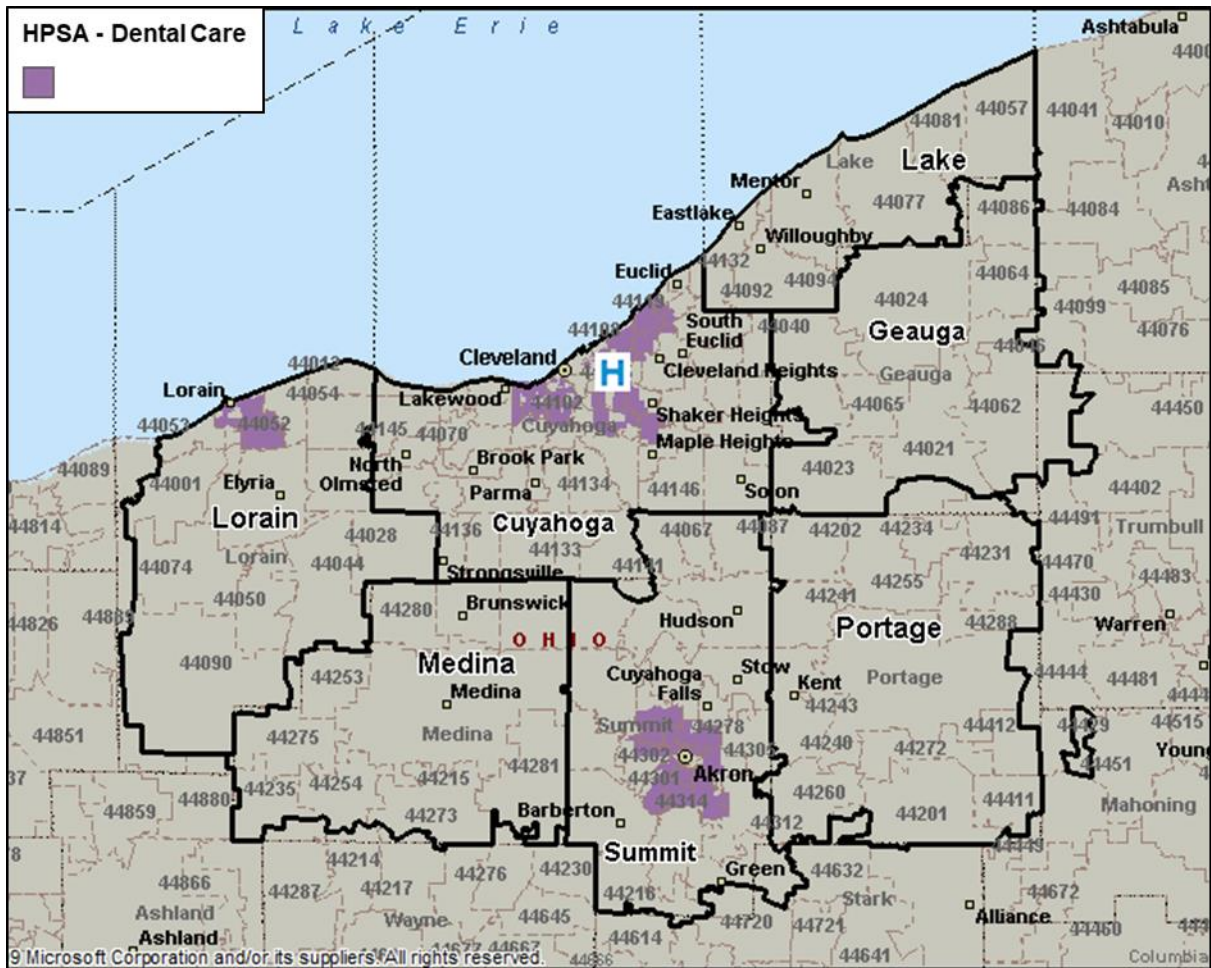 HPSA - Dental Care
Lake Erie
Ashtabula
44057
44041
44081
44010
Lake
Lake
Mentor
44077
44086
44084
Eastlake
Willoughby
44132
44094
44064
44085
Euclid
44092
44024
44099
44076
South
Euclid
44040
Geauga
Cleveland
H
Cleveland Heights
Geauga
44012
44054
Lorain
Lakewood
44102
Shaker Heights
44065
44062
44450
44053
44052
44145
44070
Cuyahoga
Maple Heights
44021
44089
44001
North
Olmsted
Brook Park
44023
Elyria
Parma
44134
44146
Solon
44402
44814
Lorain
44136
Cuyahoga
44067
44087
44202
44234
44491
Trumbull
44028
44133
44231
Lorain
44074
44044
Strongsville
44141
44255
44470
44483
44050
44280
Brunswick
44241
44430
44826
44889
Hudson
44288
Warren
OHIO
Portage
44090
Medina
Stow
44253
Medina
Cuyahoga
Falls
Kent
Portage
44444
44481
44243
44851
44275
Medina
Summit
44278
44412
44515
44302
44240
44272
44281
Akron
44451
44235
44254
44215
44301
44260
44411
Mahoning
44880
44314
44859
44273
Barberton
44201
44312
44214
44230
Summit
44276
Green
44632
44866
44287
44217
44216
Stark
44672
Ashland
Wayne
44645
44720
44721
Alliance
44460
Ashland
44614
44641
Columbia
9 Microsoft Corporation and/or its suppliers. All rights reserved.